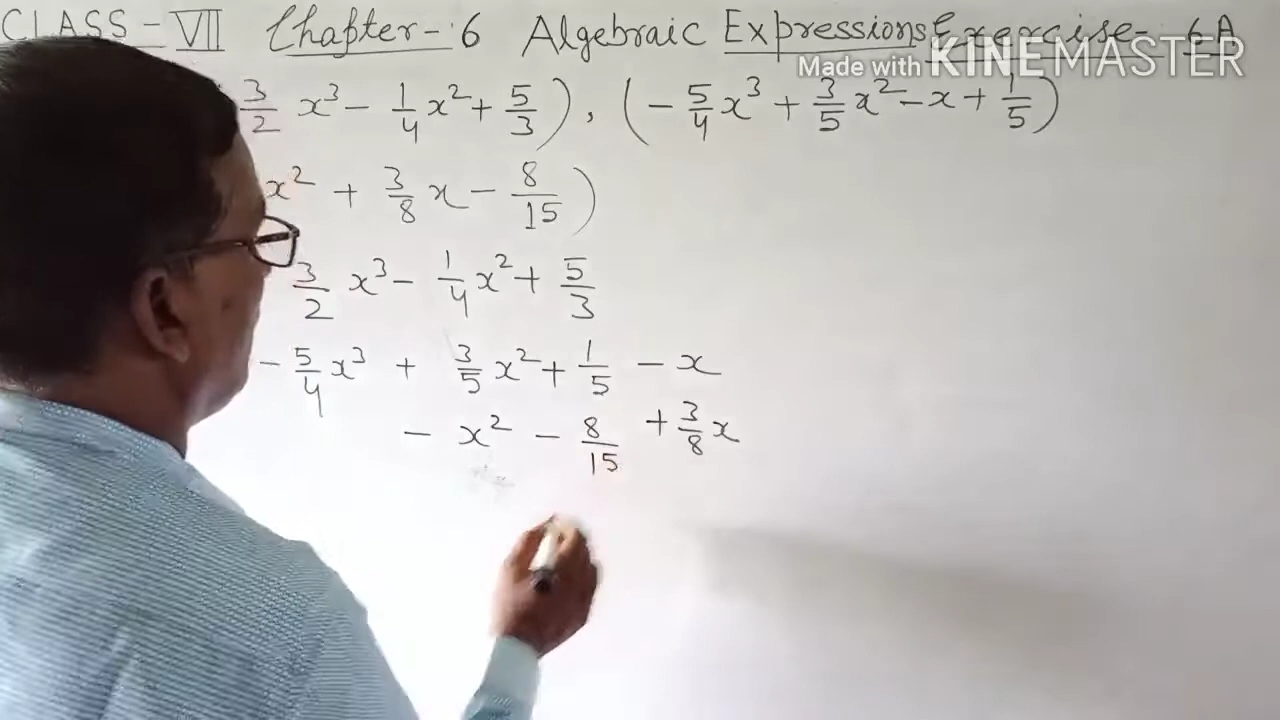 CLASS - VII Chapter - 6 Algebraic Expressions Exercise - 6A
Made with KINEMASTER
3/2 x³ - 1/4 x² + 5/3), (- 5/4 x³ + 3/5 x² - x + 1/5)
x² + 3/8 x - 8/15)
3/2 x³ - 1/4 x² + 5/3
- 5/4 x³ + 3/5 x² + 1/5 - x
- x² - 8/15 + 3/8 x